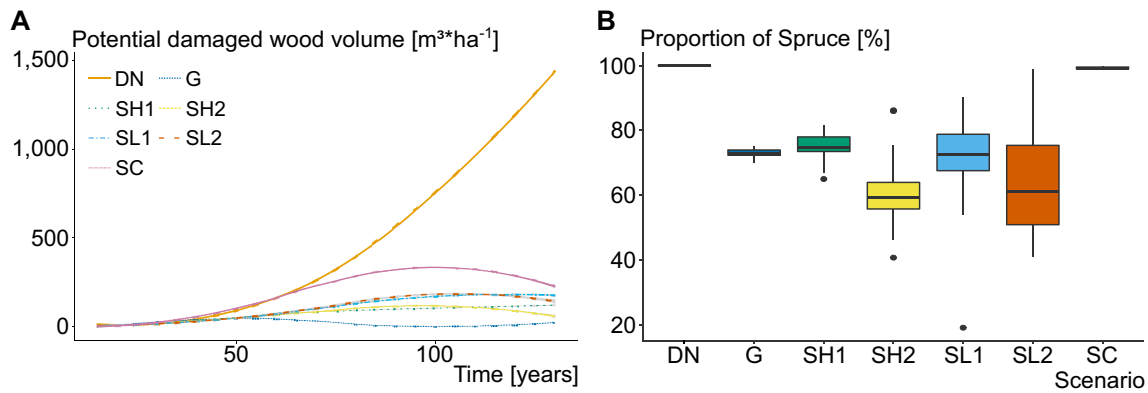 A
Potential damaged wood volume [m³*ha⁻¹]
1,500
1,000
500
0
DN G
SH1 SH2
SL1 SL2
SC
50 100
Time [years]
B
Proportion of Spruce [%]
100
80
60
40
20
DN G SH1 SH2 SL1 SL2 SC
Scenario